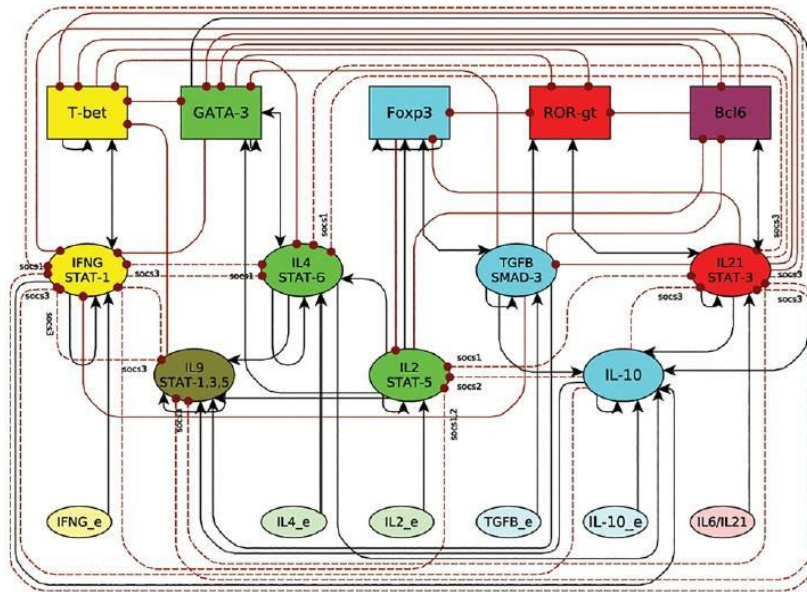 T-bet
GATA-3
Foxp3
ROR-gt
Bcl6
socs1
socs3
socs1
IFNG
STAT-1
socs3
socs1
IL4
STAT-6
TGFB
SMAD-3
IL21
STAT-3
socs3
socs3
socs3
socs3
socs3
socs3
IL9
STAT-1,3,5
socs3
IL2
STAT-5
socs1
socs2
socs1,2
IL-10
IFNG_e
IL4_e
IL2_e
TGFB_e
IL-10_e
IL6/IL21